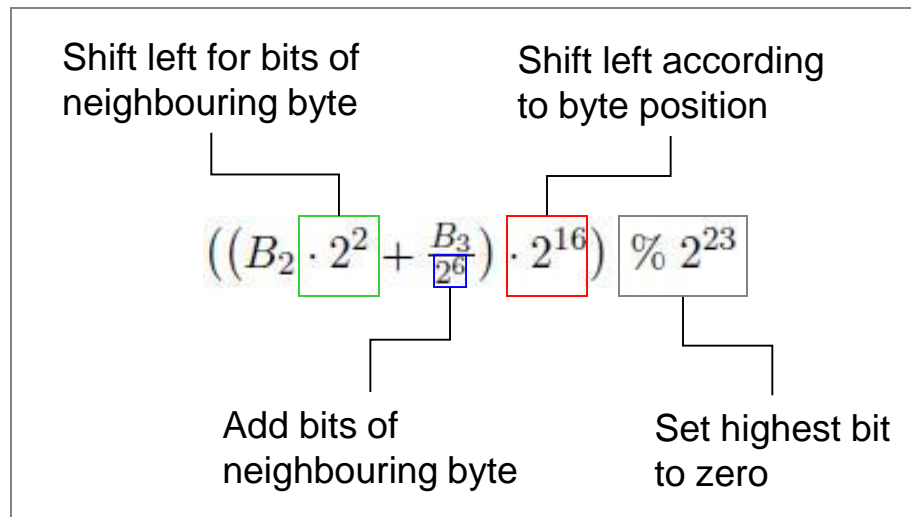 Shift left for bits of
neighbouring byte
Shift left according
to byte position
((B₂ · 2² + B₃/2⁶) · 2¹⁶) % 2²³
Add bits of
neighbouring byte
Set highest bit
to zero